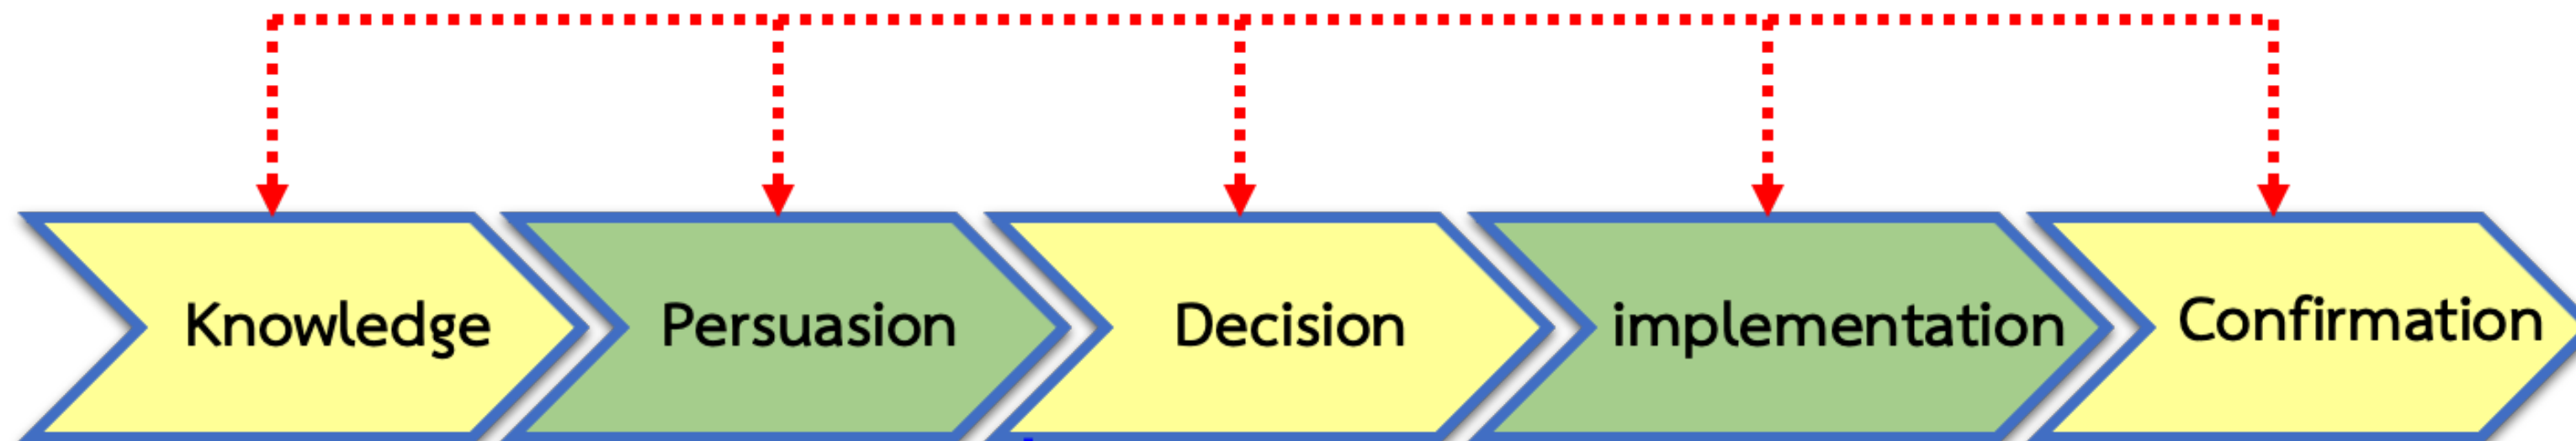 Knowledge
Persuasion
Decision
implementation
Confirmation